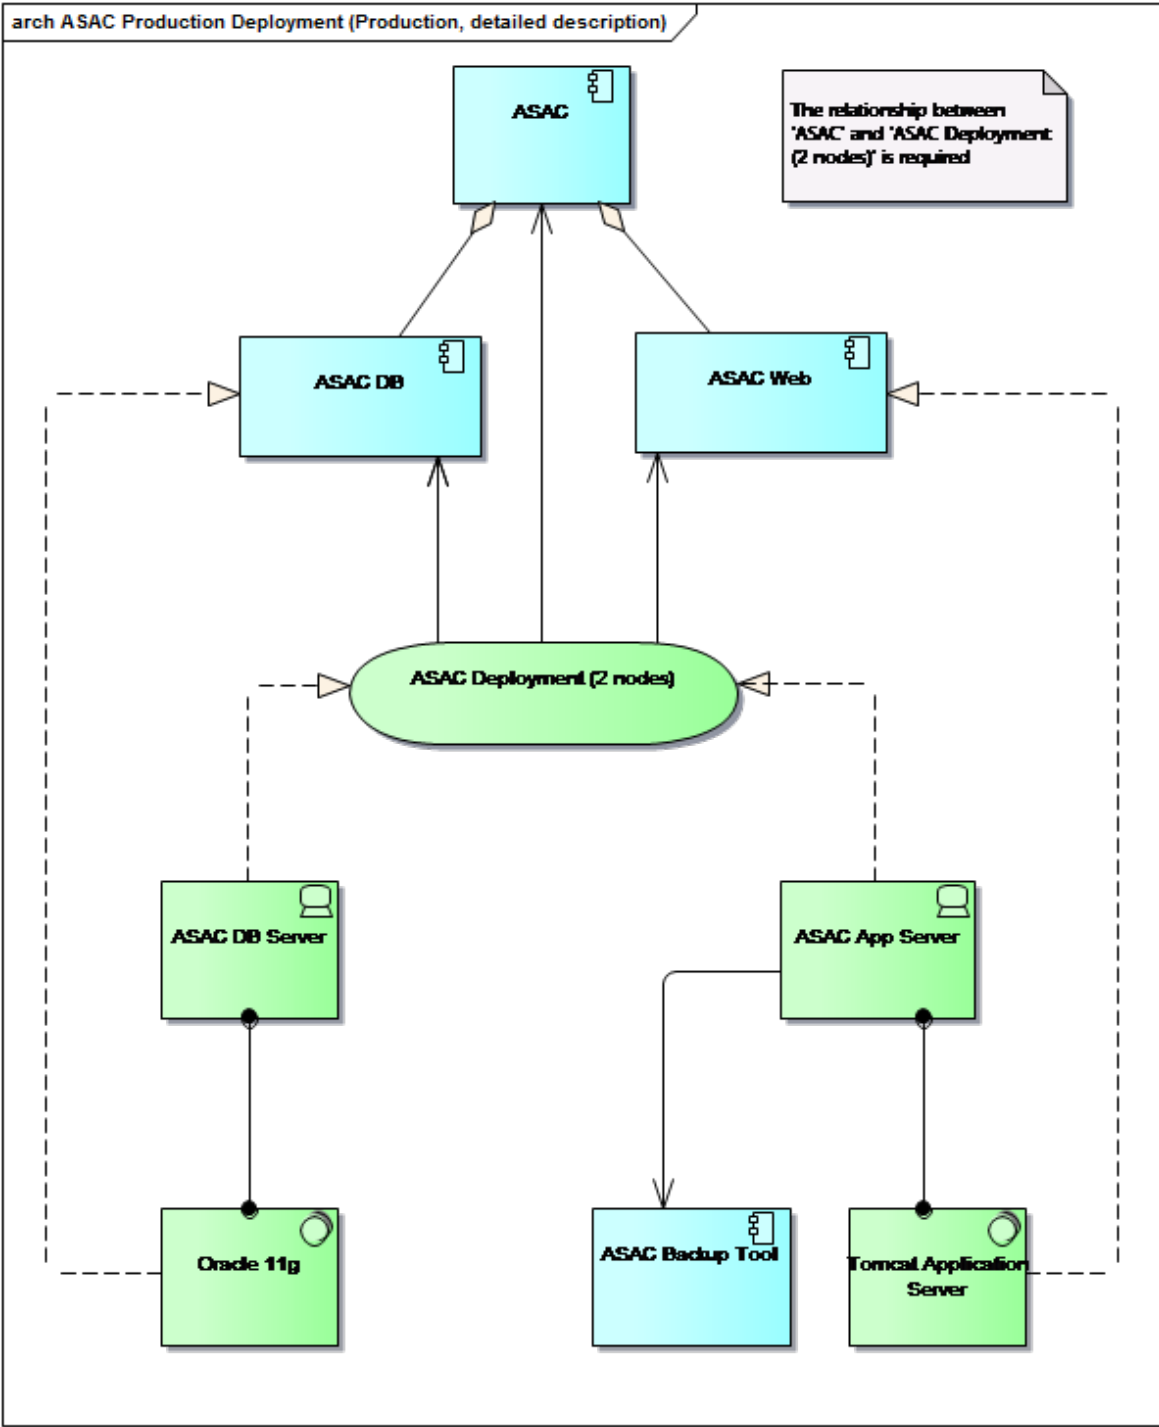 arch ASAC Production Deployment (Production, detailed description)
ASAC
The relationship between
'ASAC' and 'ASAC Deployment
(2 nodes)' is required
ASAC DB
ASAC Web
ASAC Deployment (2 nodes)
ASAC DB Server
ASAC App Server
Oracle 11g
ASAC Backup Tool
Tomcat Application
Server